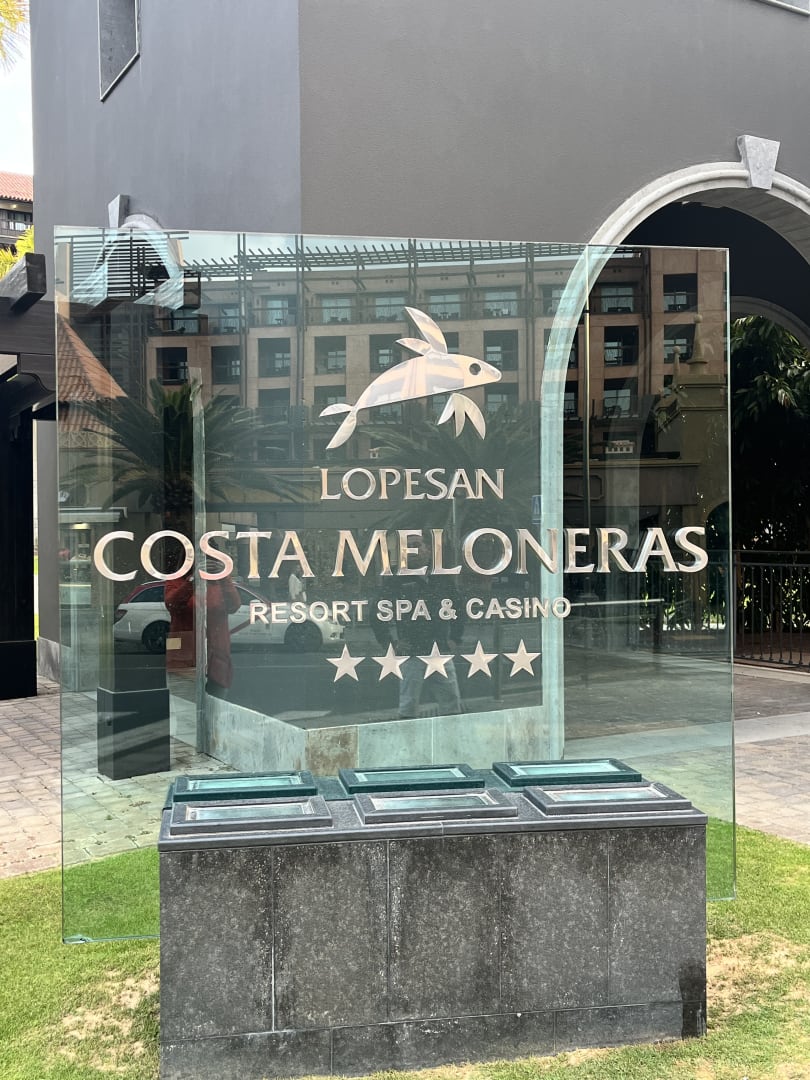 LOPESAN
COSTA MELONERAS
RESORT SPA & CASINO